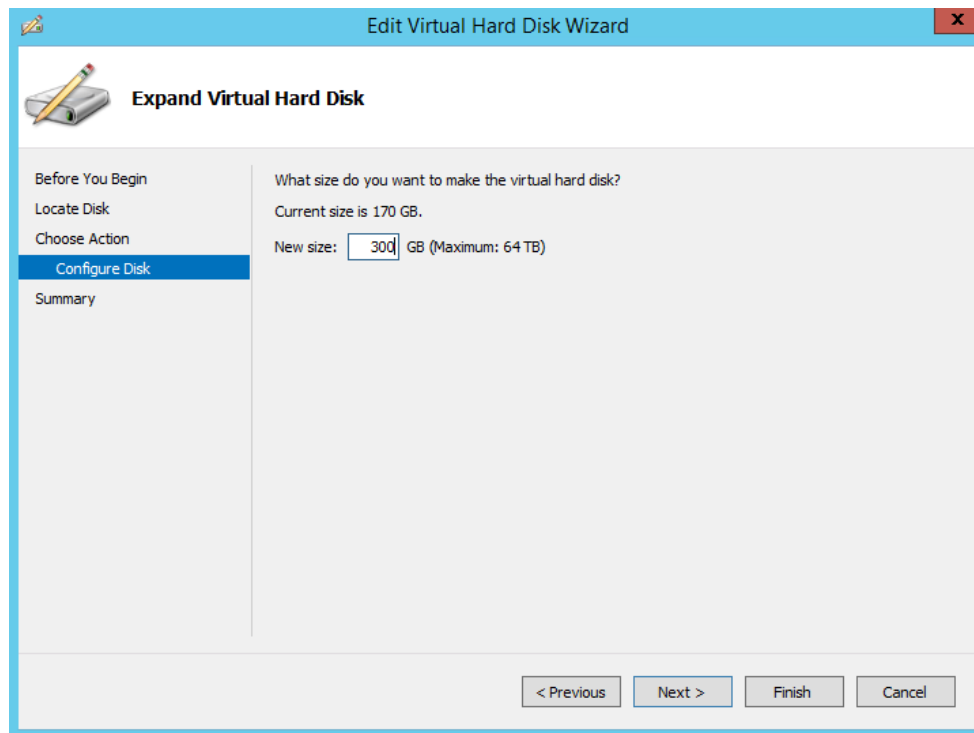 Edit Virtual Hard Disk Wizard
x
Expand Virtual Hard Disk
Before You Begin
Locate Disk
Choose Action
Configure Disk
Summary
What size do you want to make the virtual hard disk?
Current size is 170 GB.
New size: 300 GB (Maximum: 64 TB)
< Previous
Next >
Finish
Cancel